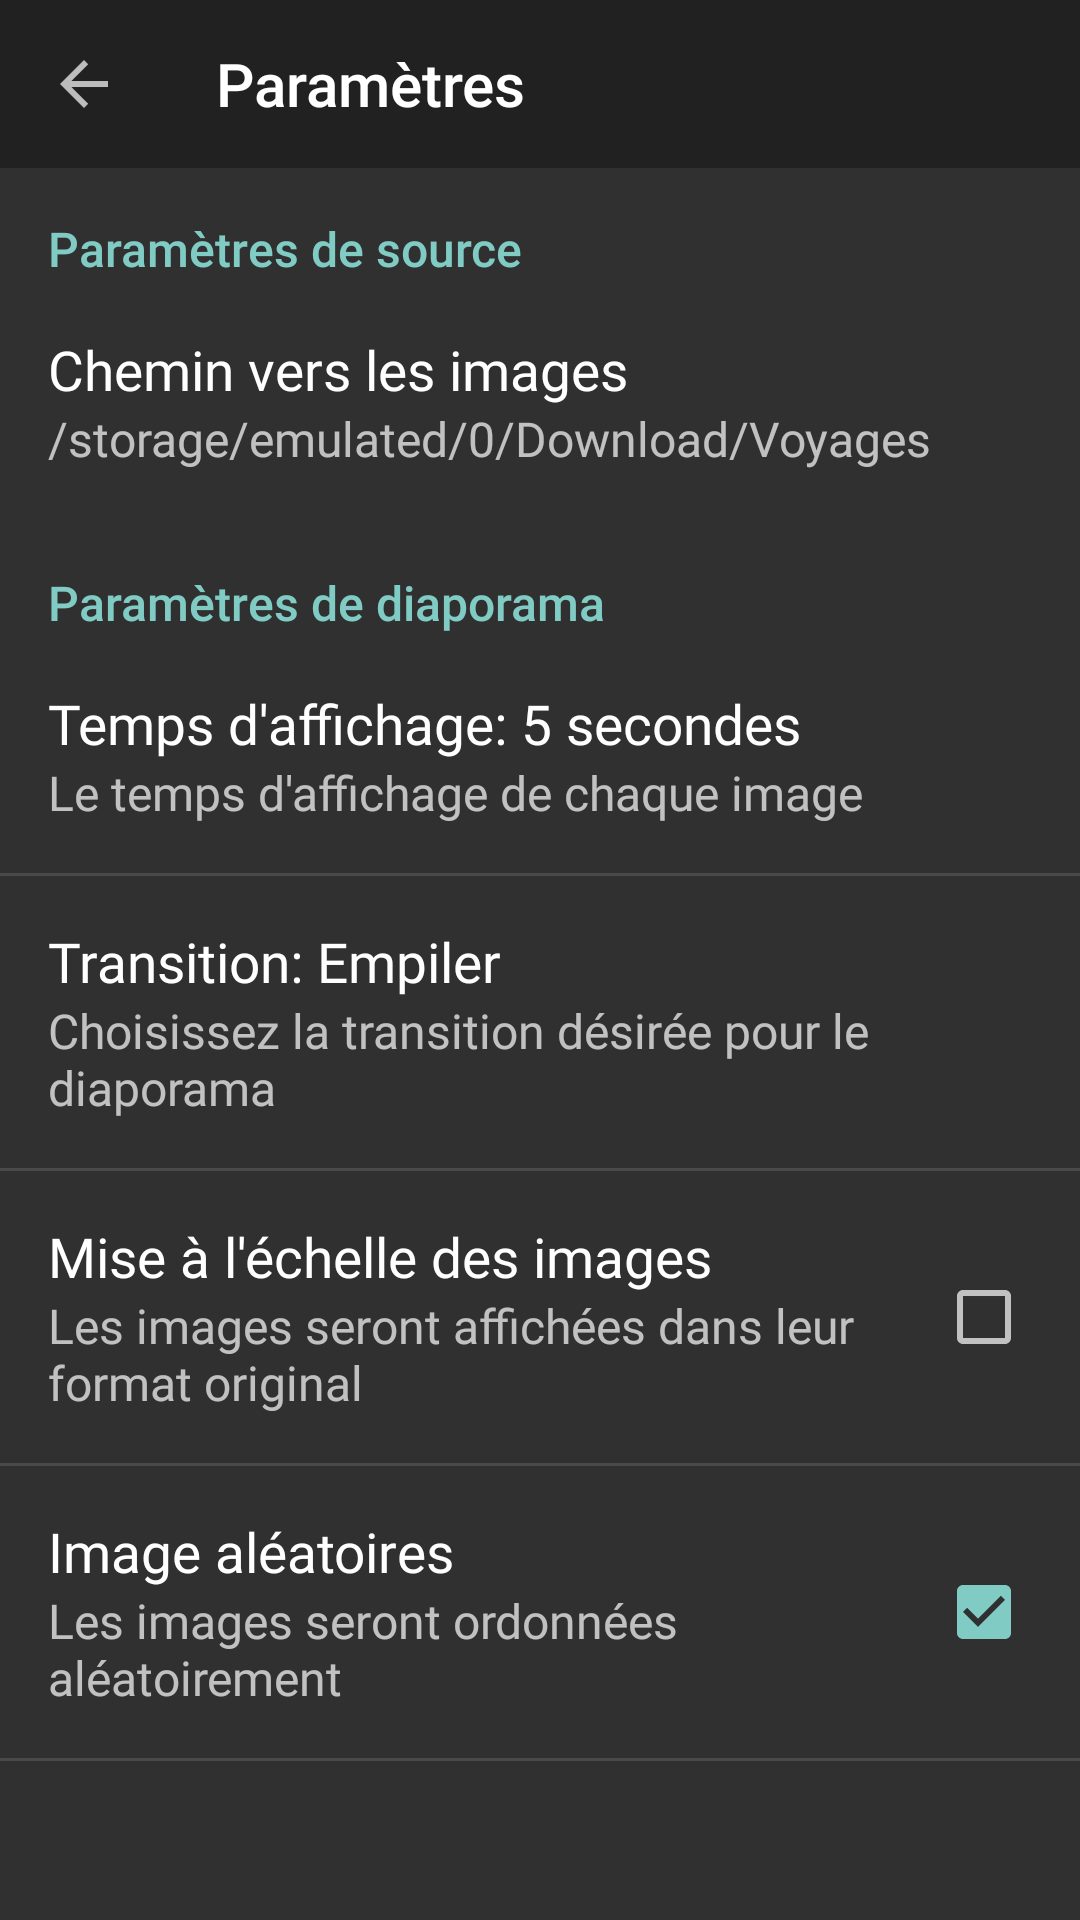 Paramètres
Paramètres de source
Chemin vers les images
/storage/emulated/0/Download/Voyages
Paramètres de diaporama
Temps d'affichage: 5 secondes
Le temps d'affichage de chaque image
Transition: Empiler
Choisissez la transition désirée pour le
diaporama
Mise à l'échelle des images
Les images seront affichées dans leur
format original
Image aléatoires
Les images seront ordonnées
aléatoirement